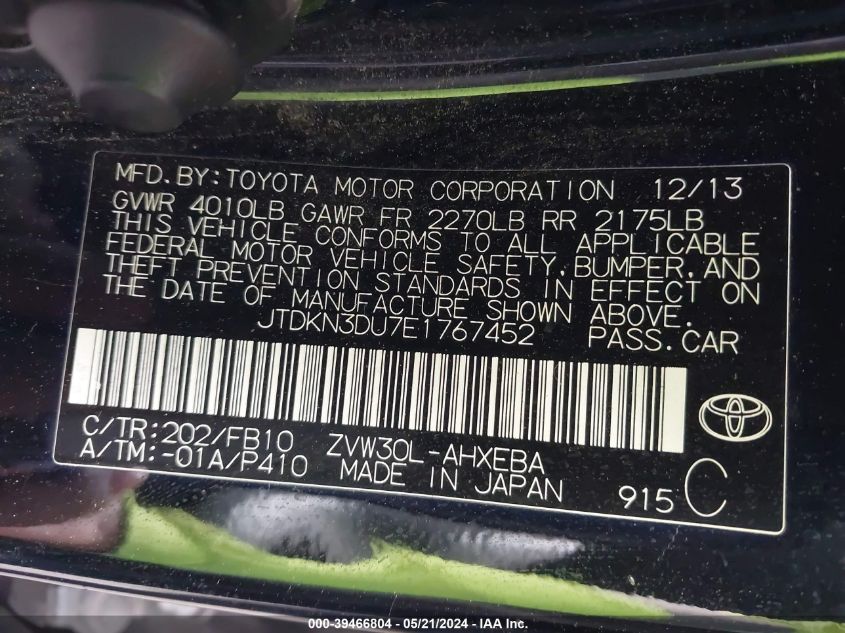 MFD.BY:TOYOTA MOTOR CORPORATION 12/13
GVWR 4010LB GAWR FR 2270LB RR 2175LB
THIS VEHICLE CONFORMS TO ALL APPLICABLE
FEDERAL MOTOR VEHICLE SAFETY,BUMPER,AND
THEFT PREVENTION STANDARDS IN EFFECT ON
THE DATE OF MANUFACTURE SHOWN ABOVE.
JTDKN3DU7E1767452 PASS.CAR
C/TR:202/FB10 ZVW30L-AHXEBA
A/TM:-01A/P410 MADE IN JAPAN 915 C
000-39466804 - 05/21/2024 - IAA Inc.